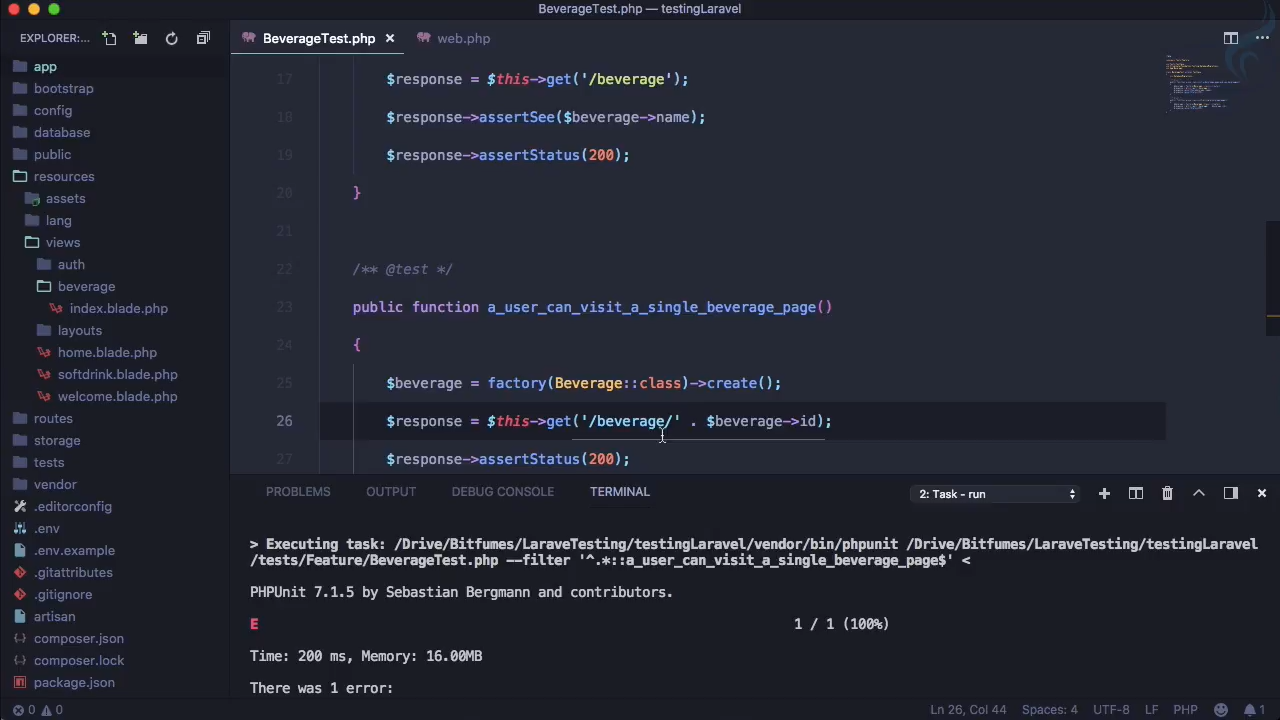 BeverageTest.php — testingLaravel
EXPLORER:...
BeverageTest.php
web.php
app
bootstrap
config
database
public
resources
assets
lang
views
auth
beverage
index.blade.php
layouts
home.blade.php
softdrink.blade.php
welcome.blade.php
routes
storage
tests
vendor
.editorconfig
.env
.env.example
.gitattributes
.gitignore
artisan
composer.json
composer.lock
package.json
17 $response = $this->get('/beverage');
18 $response->assertSee($beverage->name);
19 $response->assertStatus(200);
20 }
21
22 /** @test */
23 public function a_user_can_visit_a_single_beverage_page()
24 {
25 $beverage = factory(Beverage::class)->create();
26 $response = $this->get('/beverage/' . $beverage->id);
27 $response->assertStatus(200);
PROBLEMS OUTPUT DEBUG CONSOLE TERMINAL 2: Task - run
> Executing task: /Drive/Bitfumes/LaraveTesting/testingLaravel/vendor/bin/phpunit /Drive/Bitfumes/LaraveTesting/testingLaravel
/tests/Feature/BeverageTest.php --filter '^.*::a_user_can_visit_a_single_beverage_page$' <
PHPUnit 7.1.5 by Sebastian Bergmann and contributors.
E 1 / 1 (100%)
Time: 200 ms, Memory: 16.00MB
There was 1 error:
0 0 Ln 26, Col 44 Spaces: 4 UTF-8 LF PHP 1